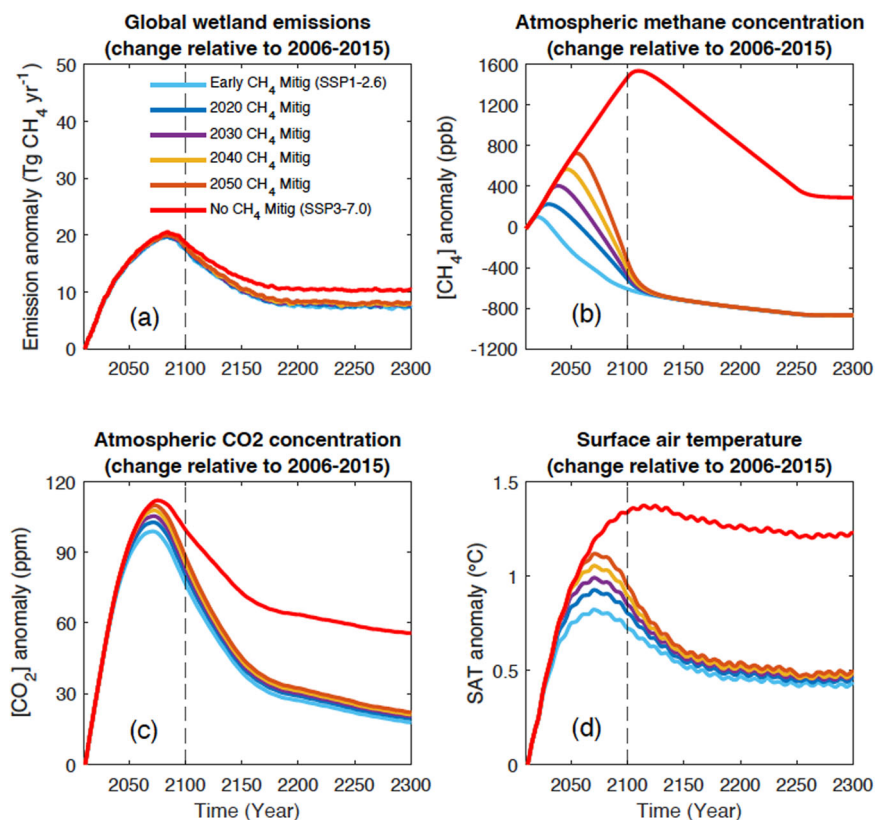 Global wetland emissions
(change relative to 2006-2015)
50
40
30
20
10
0
Emission anomaly (Tg CH4 yr-1)
Early CH4 Mitig (SSP1-2.6)
2020 CH4 Mitig
2030 CH4 Mitig
2040 CH4 Mitig
2050 CH4 Mitig
No CH4 Mitig (SSP3-7.0)
(a)
2050 2100 2150 2200 2250 2300
Atmospheric methane concentration
(change relative to 2006-2015)
1600
1200
800
400
0
-400
-800
-1200
[CH4] anomaly (ppb)
(b)
2050 2100 2150 2200 2250 2300
Atmospheric CO2 concentration
(change relative to 2006-2015)
120
90
60
30
0
[CO2] anomaly (ppm)
(c)
2050 2100 2150 2200 2250 2300
Time (Year)
Surface air temperature
(change relative to 2006-2015)
1.5
1
0.5
0
SAT anomaly (°C)
(d)
2050 2100 2150 2200 2250 2300
Time (Year)